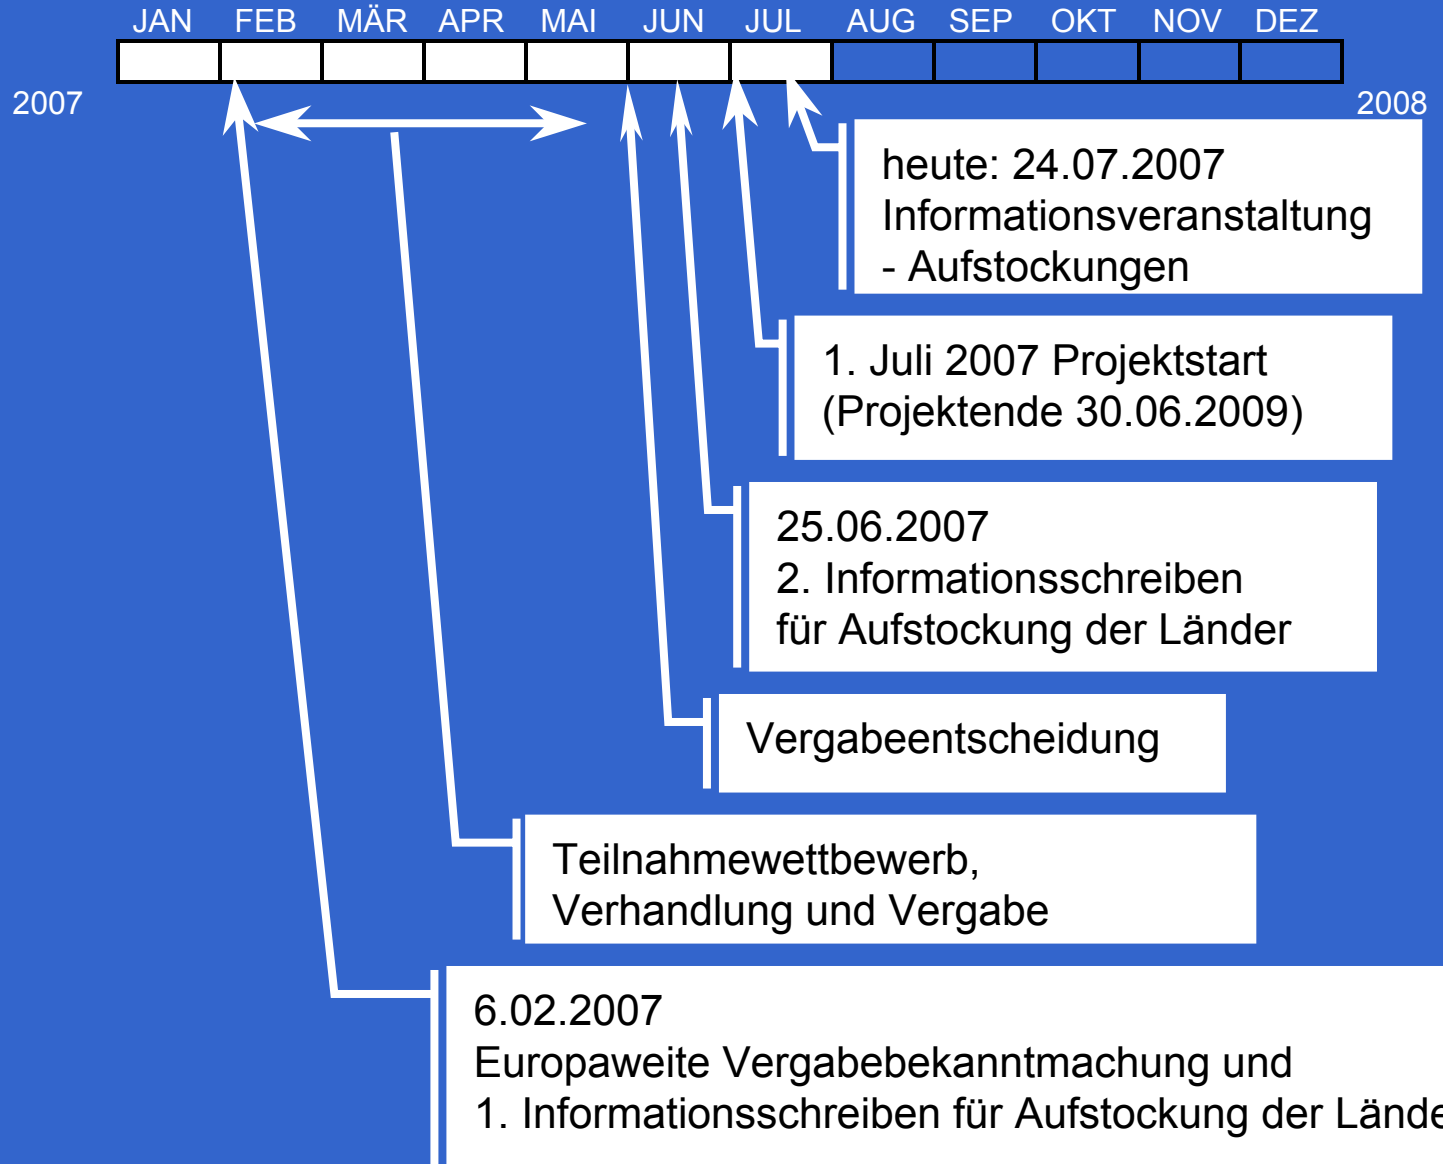 JAN FEB MÄR APR MAI JUN JUL AUG SEP OKT NOV DEZ
2007 2008
heute: 24.07.2007
Informationsveranstaltung
- Aufstockungen
1. Juli 2007 Projektstart
(Projektende 30.06.2009)
25.06.2007
2. Informationsschreiben
für Aufstockung der Länder
Vergabeentscheidung
Teilnahmewettbewerb,
Verhandlung und Vergabe
6.02.2007
Europaweite Vergabebekanntmachung und
1. Informationsschreiben für Aufstockung der Lände